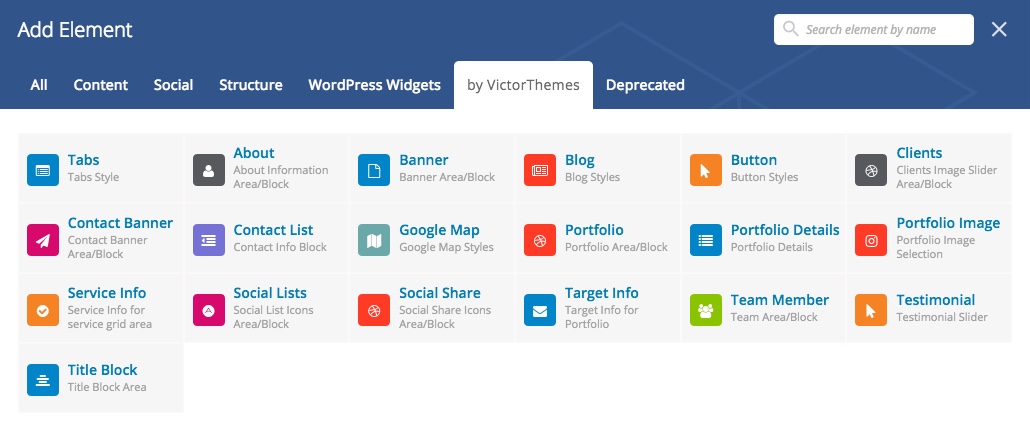 Add Element
Search element by name
All Content Social Structure WordPress Widgets by VictorThemes Deprecated
Tabs
Tabs Style
About
About Information
Area/Block
Banner
Banner Area/Block
Blog
Blog Styles
Button
Button Styles
Clients
Clients Image Slider
Area/Block
Contact Banner
Contact Banner
Area/Block
Contact List
Contact Info Block
Google Map
Google Map Styles
Portfolio
Portfolio Area/Block
Portfolio Details
Portfolio Details
Portfolio Image
Portfolio Image
Selection
Service Info
Service Info for
service grid area
Social Lists
Social List Icons
Area/Block
Social Share
Social Share Icons
Area/Block
Target Info
Target Info for
Portfolio
Team Member
Team Area/Block
Testimonial
Testimonial Slider
Title Block
Title Block Area